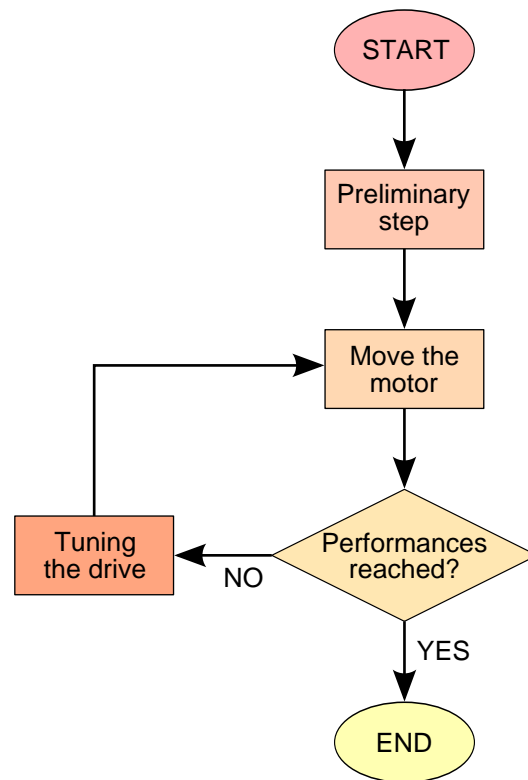 START
Preliminary
step
Move the
motor
Tuning
the drive
Performances
reached?
NO
YES
END